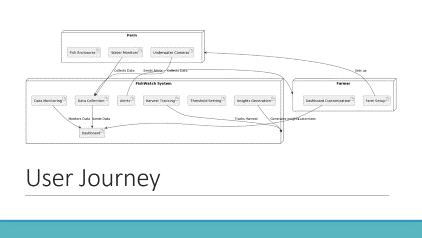 Farm
Fish Enclosures
Water Monitors
Underwater Cameras
Collects Data
Sends Alerts
Collects Data
Sets up
FishWatch System
Farmer
Data Monitoring
Data Collection
Alerts
Harvest Tracking
Threshold Setting
Insights Generation
Dashboard Customization
Farm Setup
Monitors Data
Sends Data
Tracks Harvest
Generates Insights
Dashboard
User Journey